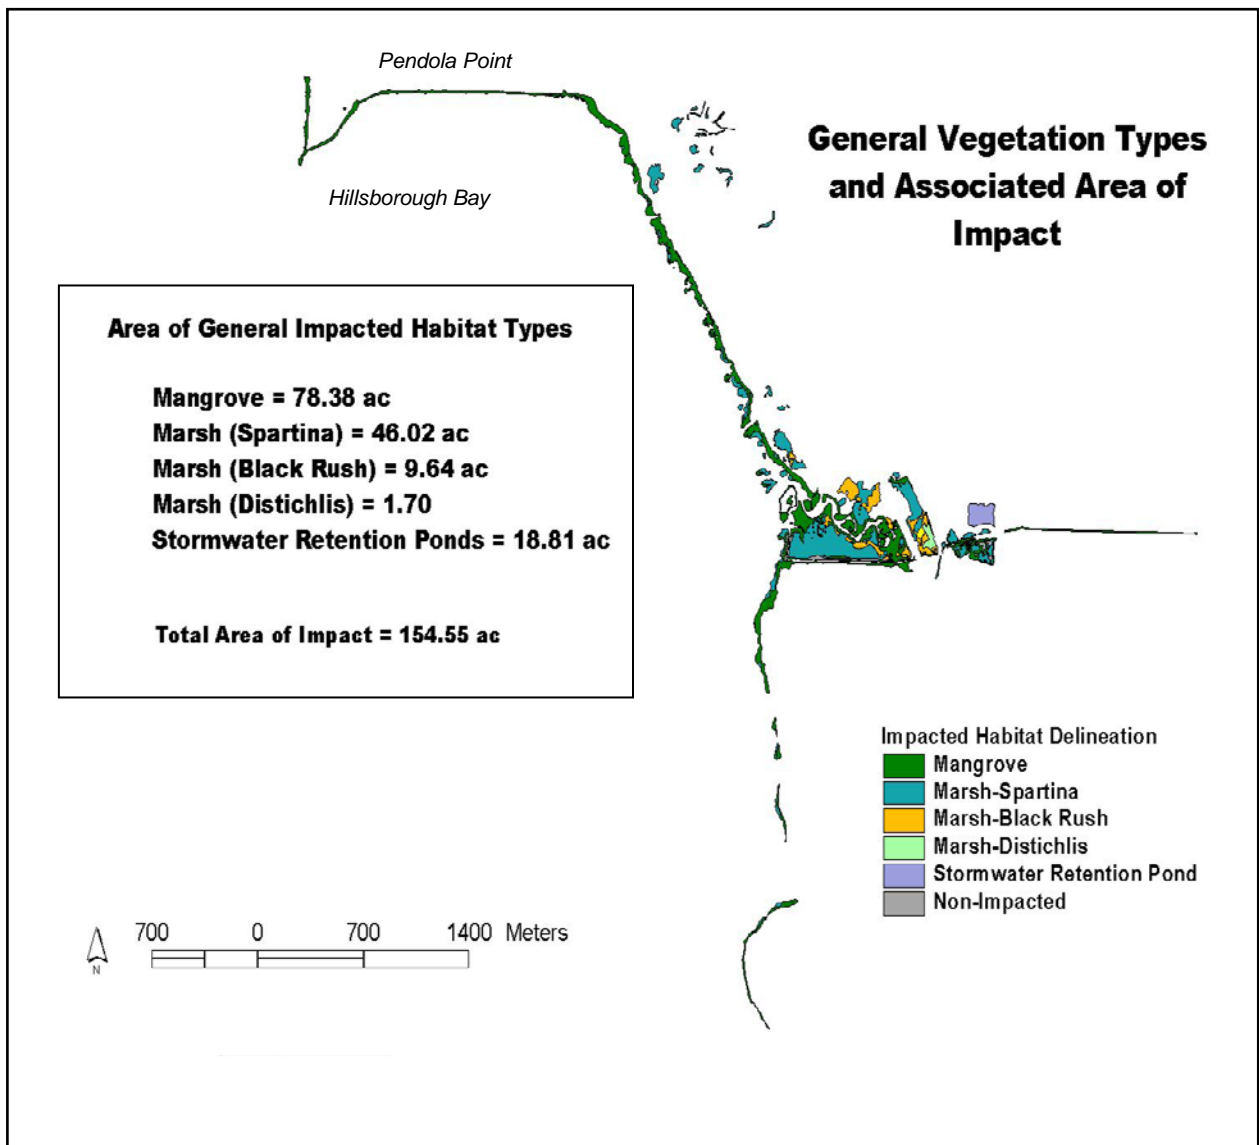 Pendola Point
Hillsborough Bay
General Vegetation Types
and Associated Area of
Impact
Area of General Impacted Habitat Types
Mangrove = 78.38 ac
Marsh (Spartina) = 46.02 ac
Marsh (Black Rush) = 9.64 ac
Marsh (Distichlis) = 1.70
Stormwater Retention Ponds = 18.81 ac
Total Area of Impact = 154.55 ac
Impacted Habitat Delineation
Mangrove
Marsh-Spartina
Marsh-Black Rush
Marsh-Distichlis
Stormwater Retention Pond
Non-Impacted
700 0 700 1400 Meters
N